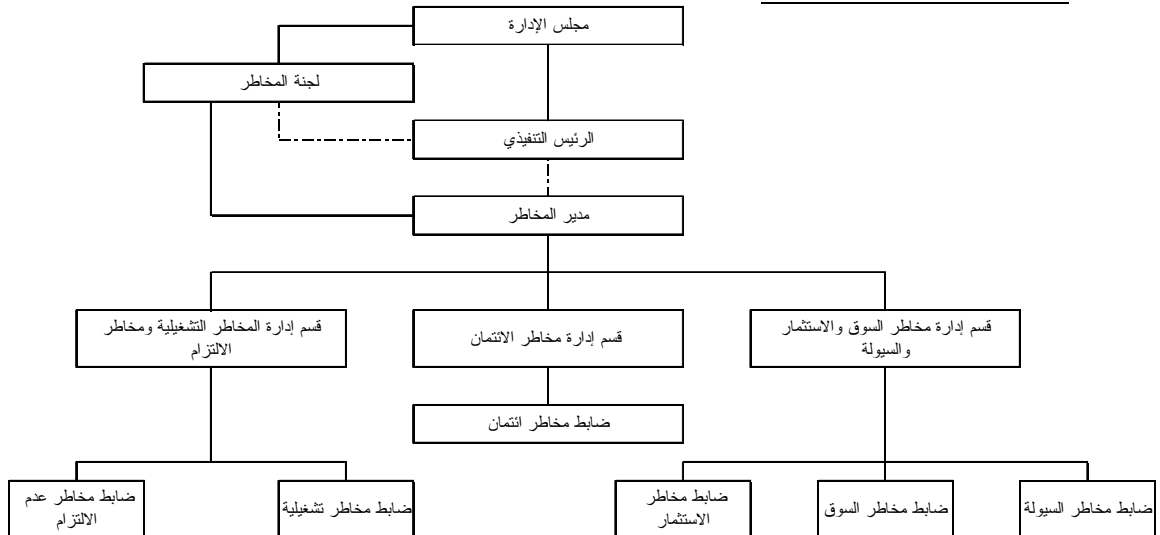 مجلس الإدارة
لجنة المخاطر
الرئيس التنفيذي
مدير المخاطر
قسم إدارة مخاطر السوق والاستثمار
والسيولة
قسم إدارة مخاطر الائتمان
قسم إدارة المخاطر التشغيلية ومخاطر
الالتزام
ضابط مخاطر ائتمان
ضابط مخاطر السيولة
ضابط مخاطر السوق
ضابط مخاطر
الاستثمار
ضابط مخاطر تشغيلية
ضابط مخاطر عدم
الالتزام